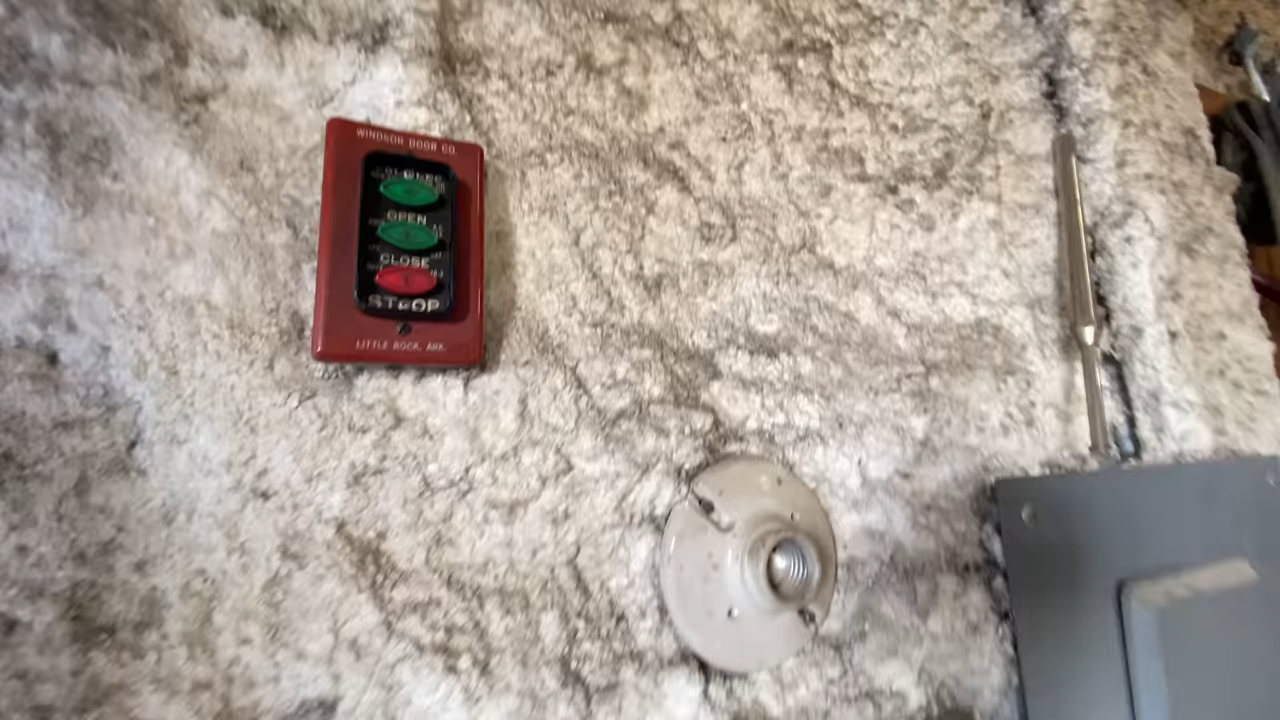 WINDSOR DOOR CO.
OPEN
CLOSE
STOP
LITTLE ROCK, ARK.